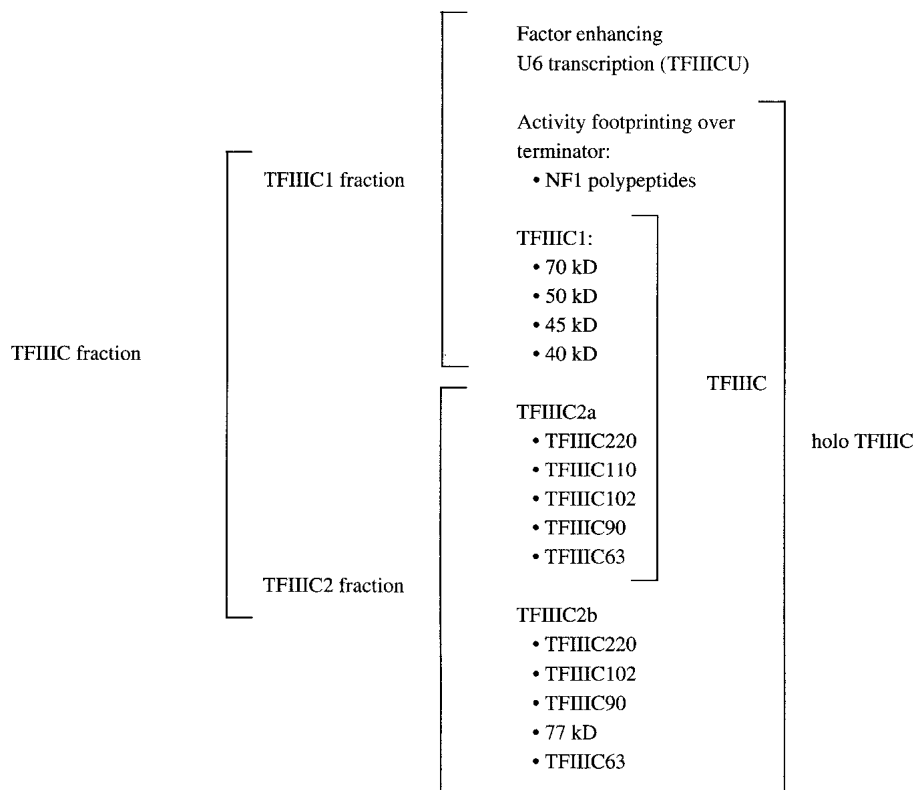 Factor enhancing
U6 transcription (TFIIICU)
Activity footprinting over
terminator:
• NF1 polypeptides
TFIIIC1 fraction
TFIIIC1:
• 70 kD
• 50 kD
• 45 kD
• 40 kD
TFIIIC fraction
TFIIIC
TFIIIC2a
• TFIIIC220
• TFIIIC110
• TFIIIC102
• TFIIIC90
• TFIIIC63
holo TFIIIC
TFIIIC2 fraction
TFIIIC2b
• TFIIIC220
• TFIIIC102
• TFIIIC90
• 77 kD
• TFIIIC63